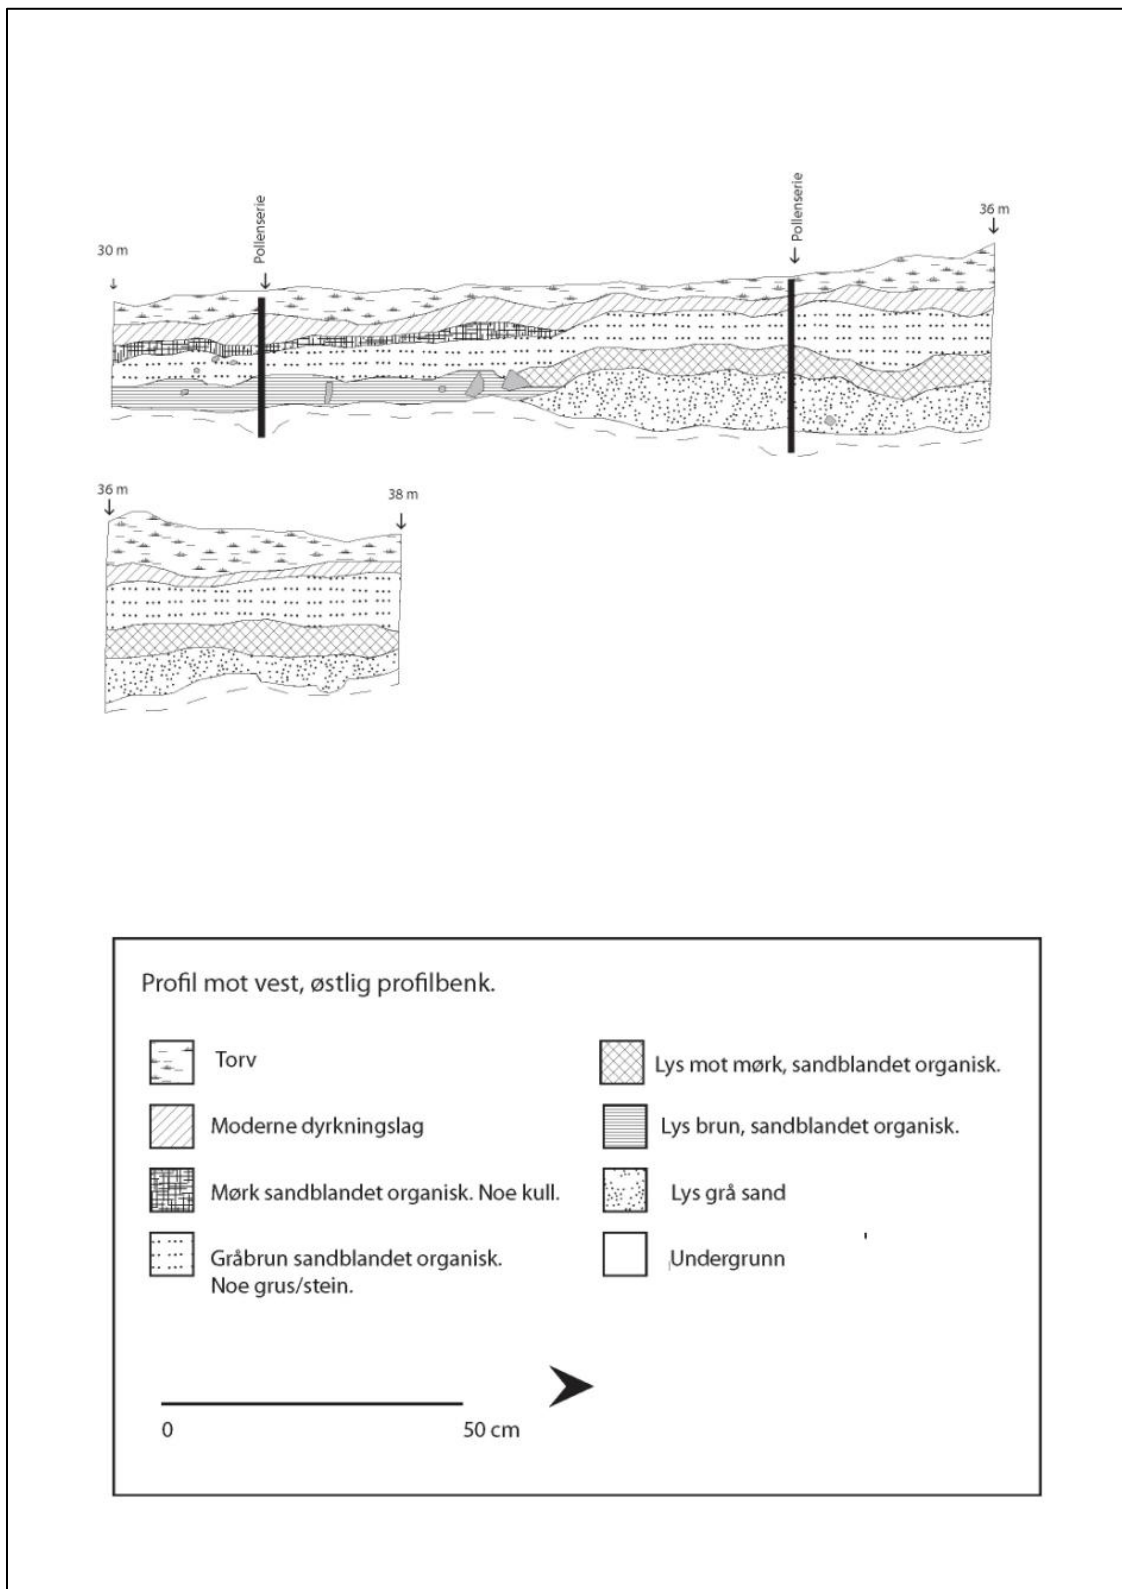 Pollenserie
Pollenserie
36 m
30 m
36 m
38 m
Profil mot vest, østlig profilbenk.
Torv
Moderne dyrkningslag
Mørk sandblandet organisk. Noe kull.
Gråbrun sandblandet organisk.
Noe grus/stein.
Lys mot mørk, sandblandet organisk.
Lys brun, sandblandet organisk.
Lys grå sand
Undergrunn
0
50 cm